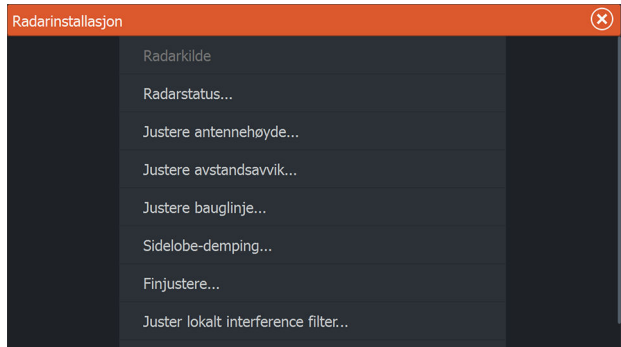 Radarinstallasjon
Radarkilde
Radarstatus...
Justere antennehøyde...
Justere avstandsavvik...
Justere bauglinje...
Sidelobe-demping...
Finjustere...
Juster lokalt interference filter...